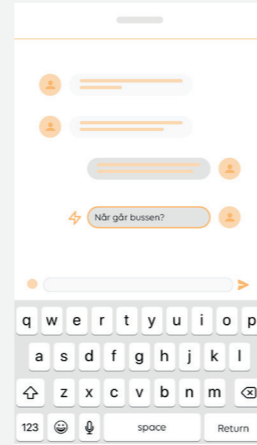 Når går bussen?
q w e r t y u i o p
a s d f g h j k l
z x c v b n m
123 space Return